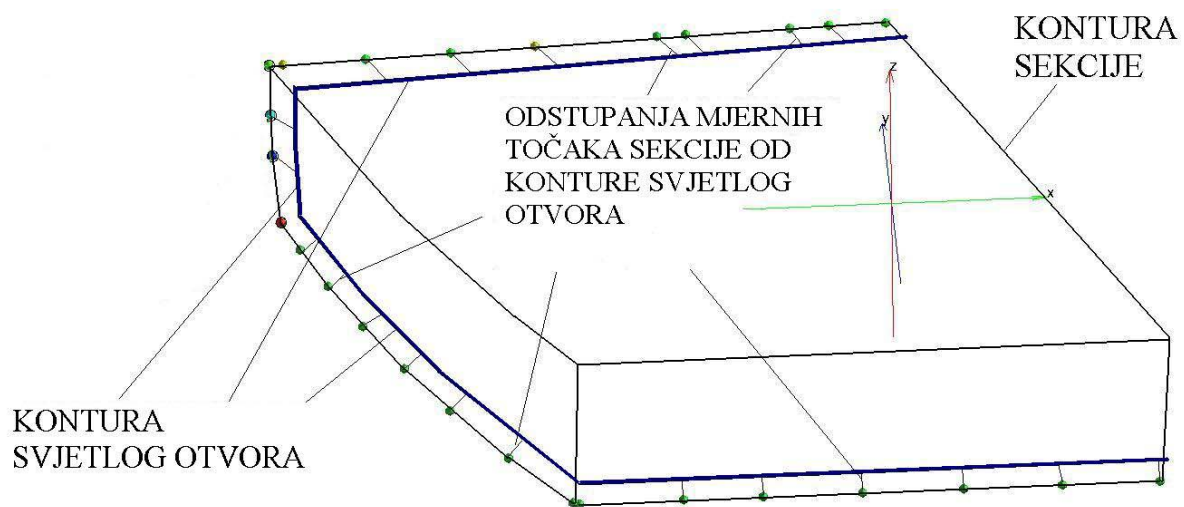 KONTURA
SEKCIJE
z
ODSTUPANJA MJERNIH
y
TOČAKA SEKCIJE OD
KONTURE SVJETLOG
x
OTVORA
KONTURA
SVJETLOG OTVORA